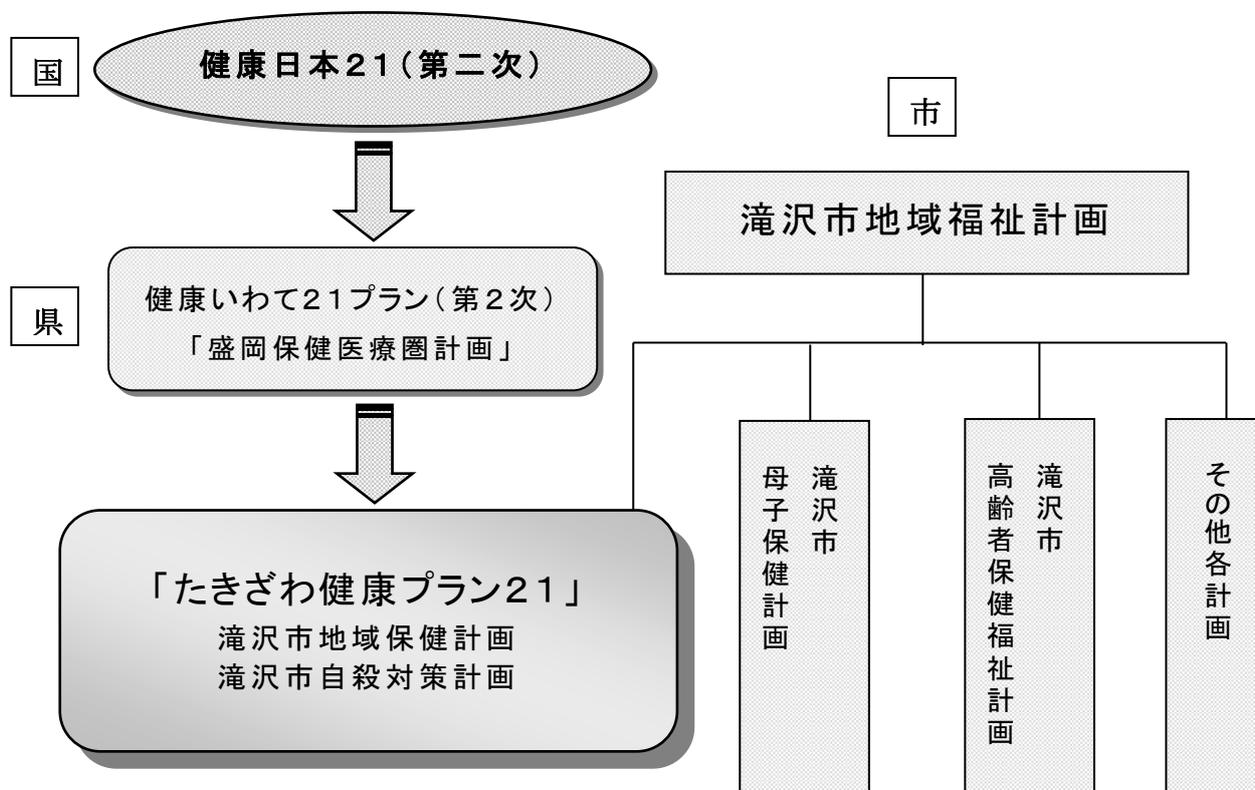 国
健康日本２１（第二次）
県
健康いわて２１プラン（第２次）
「盛岡保健医療圏計画」
「たきざわ健康プラン２１」
滝沢市地域保健計画
滝沢市自殺対策計画
市
滝沢市地域福祉計画
滝沢市
母子保健計画
滝沢市
高齢者保健福祉計画
その他各計画